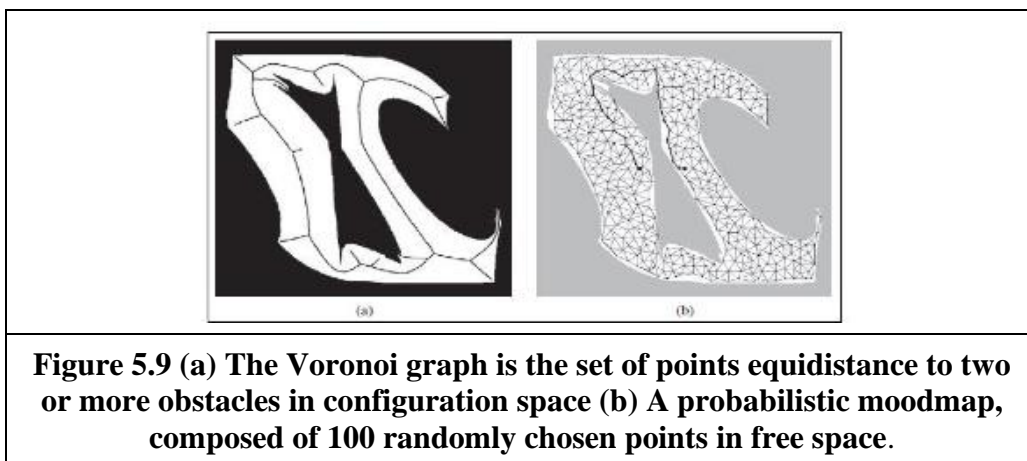 (a) (b)
Figure 5.9 (a) The Voronoi graph is the set of points equidistance to two
or more obstacles in configuration space (b) A probabilistic moodmap,
composed of 100 randomly chosen points in free space.